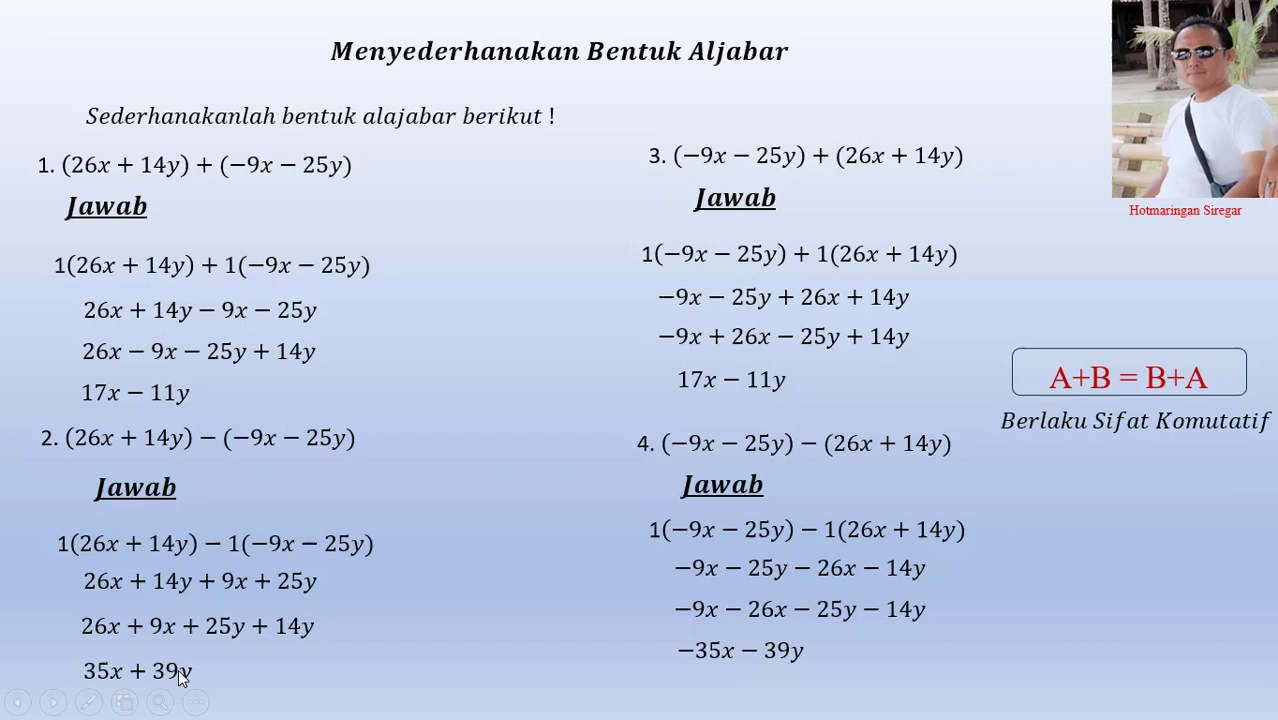 Menyederhanakan Bentuk Aljabar
Sederhanakanlah bentuk alajabar berikut !
1. (26x + 14y) + (−9x − 25y)
Jawab
1(26x + 14y) + 1(−9x − 25y)
26x + 14y − 9x − 25y
26x − 9x − 25y + 14y
17x − 11y
2. (26x + 14y) − (−9x − 25y)
Jawab
1(26x + 14y) − 1(−9x − 25y)
26x + 14y + 9x + 25y
26x + 9x + 25y + 14y
35x + 39y
3. (−9x − 25y) + (26x + 14y)
Jawab
1(−9x − 25y) + 1(26x + 14y)
−9x − 25y + 26x + 14y
−9x + 26x − 25y + 14y
17x − 11y
4. (−9x − 25y) − (26x + 14y)
Jawab
1(−9x − 25y) − 1(26x + 14y)
−9x − 25y − 26x − 14y
−9x − 26x − 25y − 14y
−35x − 39y
Hotmaringan Siregar
A+B = B+A
Berlaku Sifat Komutatif